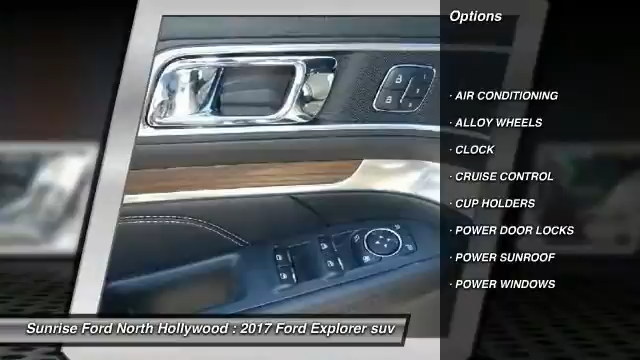 Options
· AIR CONDITIONING
· ALLOY WHEELS
· CLOCK
· CRUISE CONTROL
· CUP HOLDERS
· POWER DOOR LOCKS
· POWER SUNROOF
· POWER WINDOWS
Sunrise Ford North Hollywood : 2017 Ford Explorer suv